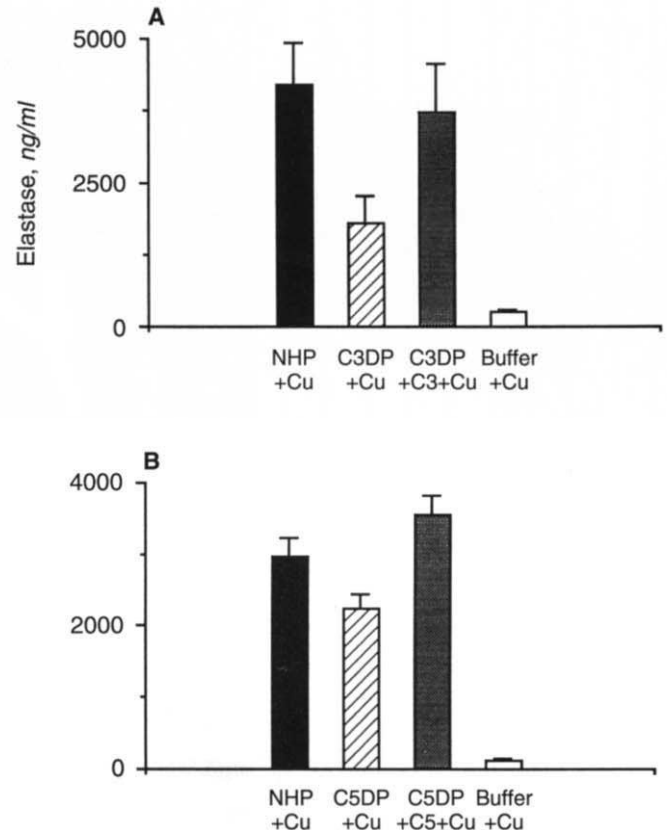 A
5000
2500
0
Elastase, ng/ml
NHP C3DP C3DP Buffer
+Cu +Cu +C3+Cu +Cu
B
4000
2000
0
NHP C5DP C5DP Buffer
+Cu +Cu +C5+Cu +Cu